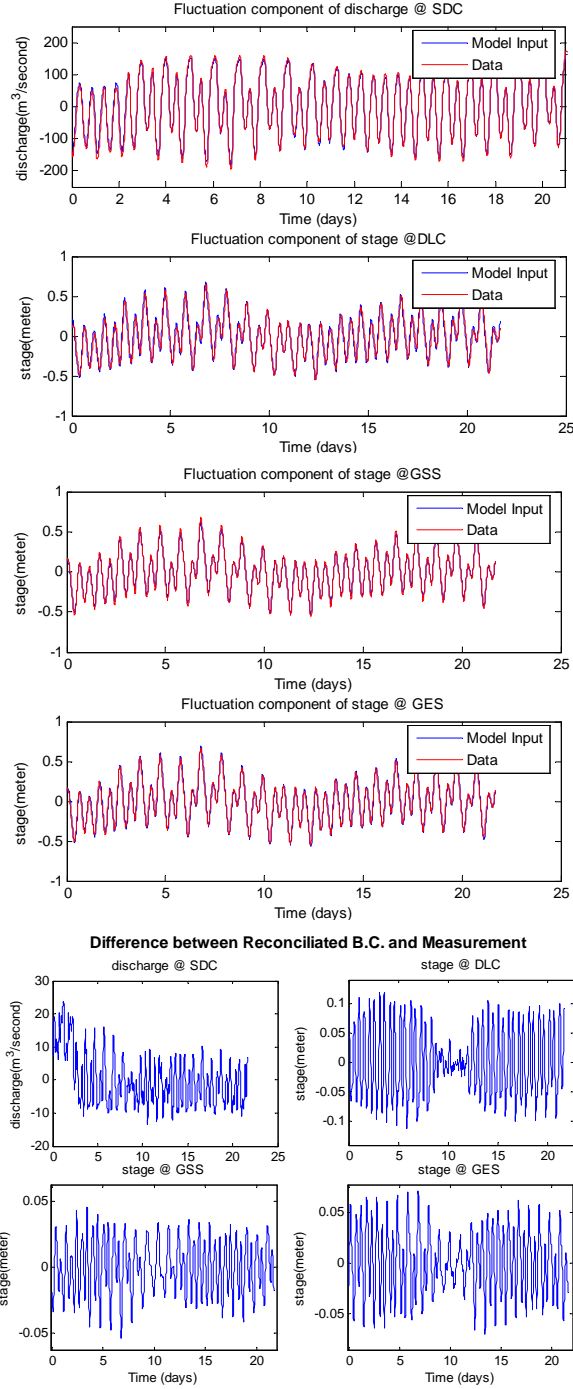 Fluctuation component of discharge @ SDC
200
100
0
-100
-200
discharge(m³/second)
Model Input
Data
0 2 4 6 8 10 12 14 16 18 20
Time (days)
Fluctuation component of stage @DLC
1
0.5
0
-0.5
-1
stage(meter)
Model Input
Data
0 5 10 15 20 25
Time (days)
Fluctuation component of stage @GSS
1
0.5
0
-0.5
-1
stage(meter)
Model Input
Data
0 5 10 15 20 25
Time (days)
Fluctuation component of stage @ GES
1
0.5
0
-0.5
-1
stage(meter)
Model Input
Data
0 5 10 15 20 25
Time (days)
Difference between Reconciliated B.C. and Measurement
discharge @ SDC
30
20
10
0
-10
-20
discharge(m³/second)
0 5 10 15 20 25
stage @ DLC
0.1
0.05
0
-0.05
-0.1
stage(meter)
0 5 10 15 20
stage @ GSS
0.05
0
-0.05
stage(meter)
0 5 10 15 20
Time (days)
stage @ GES
0.05
0
-0.05
stage(meter)
0 5 10 15 20
Time (days)